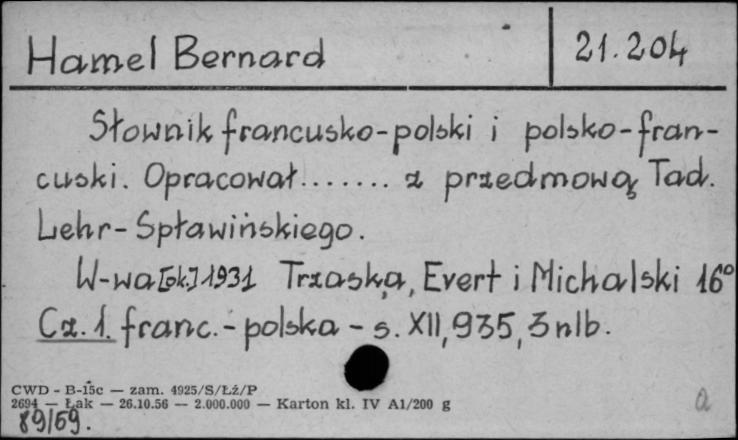 Hamel Bernard
21.204
Słownik francusko-polski i polsko-fran-
cuski. Opracował........ z przedmową Tad.
Lehr-Spławińskiego.
W-wa [ok.] 1931 Trzaska, Evert i Michalski 16°
Cz. 1. franc.-polska - s. XII, 935, 3 nlb.
CWD - B-15c — zam. 4925/S/Łź/P
2694 — Łak — 26.10.56 — 2.000.000 — Karton kl. IV A1/200 g
89/69.
a